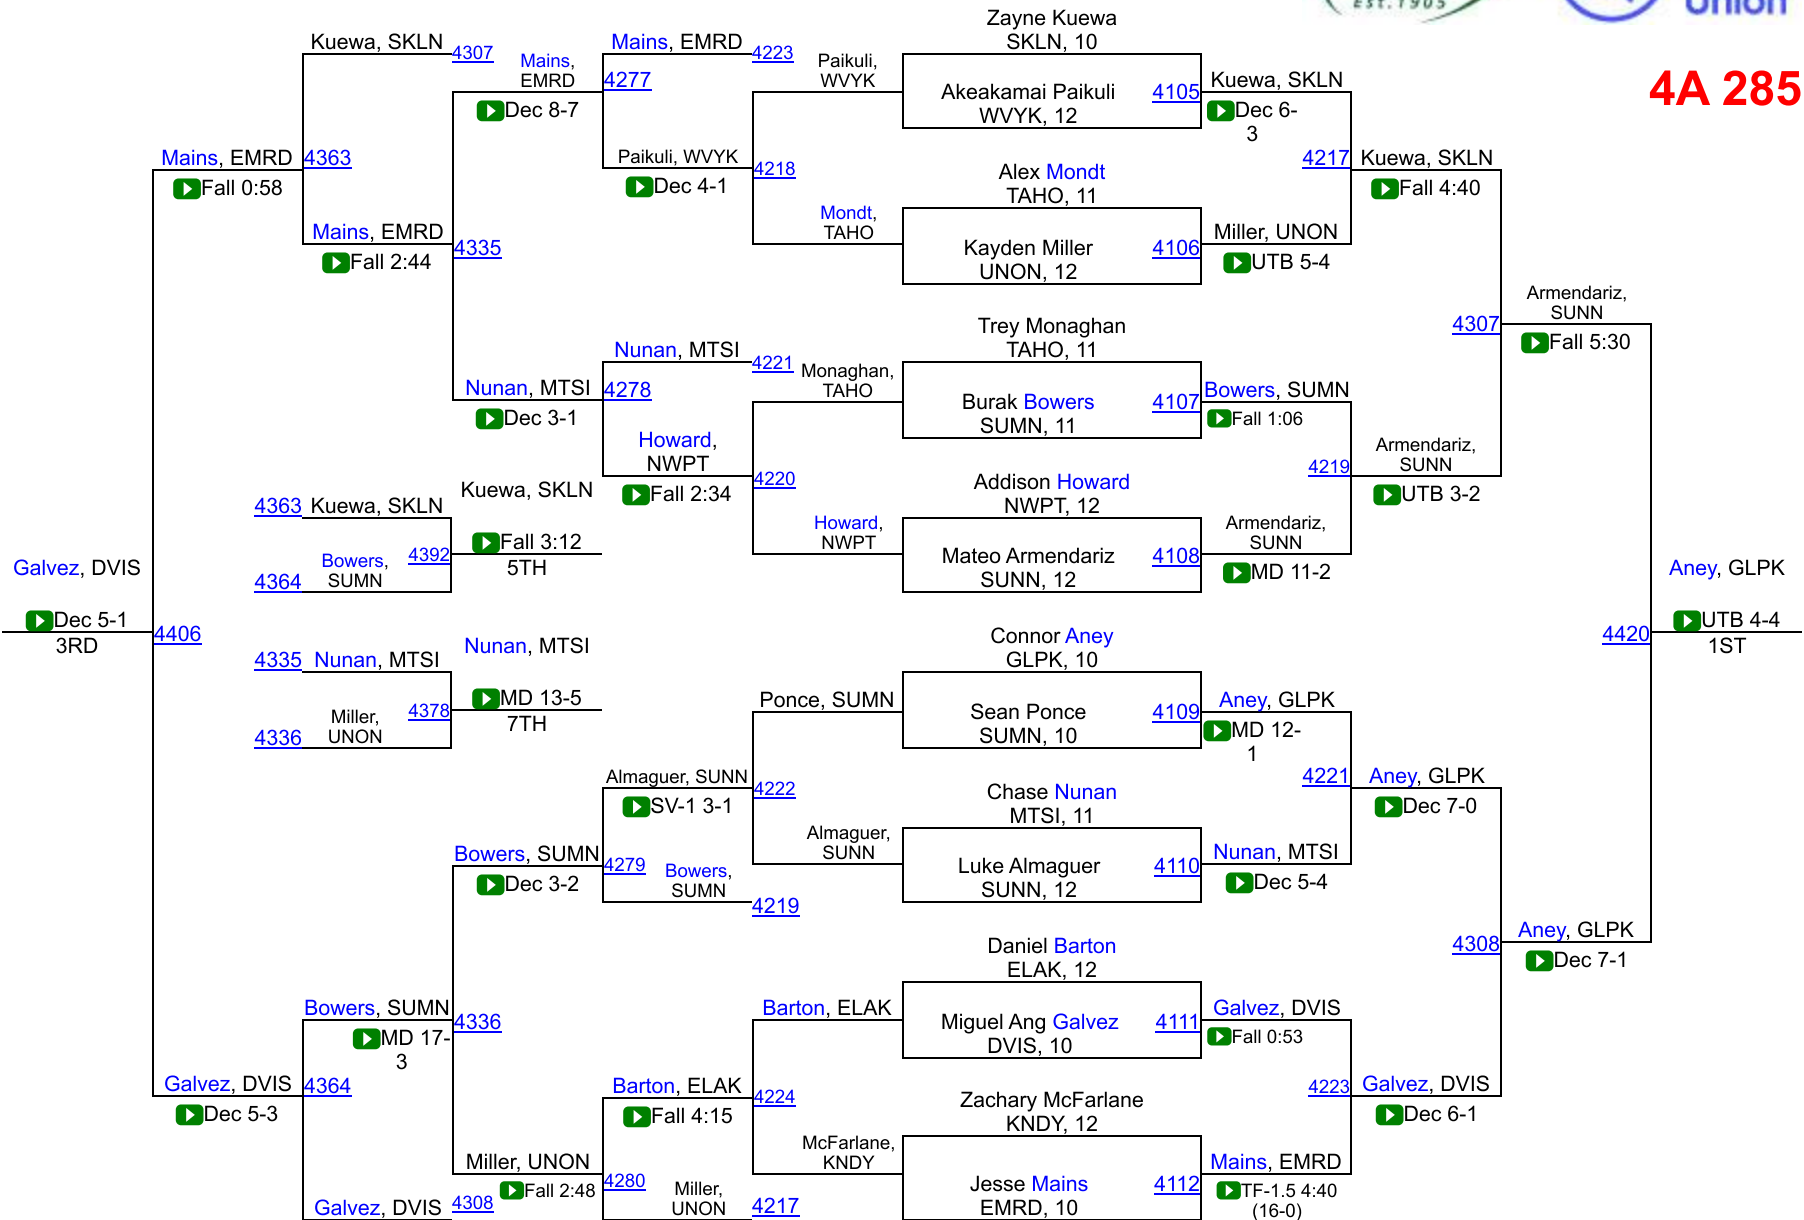 EST.1905
Union
4A 285
Zayne Kuewa
SKLN, 10
Akeakamai Paikuli
WVYK, 12
4105
Kuewa, SKLN
Dec 6-
3
Alex Mondt
TAHO, 11
Kayden Miller
UNON, 12
4106
Miller, UNON
UTB 5-4
4217
Kuewa, SKLN
Fall 4:40
Trey Monaghan
TAHO, 11
Burak Bowers
SUMN, 11
4107
Bowers, SUMN
Fall 1:06
Addison Howard
NWPT, 12
Mateo Armendariz
SUNN, 12
4108
Armendariz,
SUNN
MD 11-2
4219
Armendariz,
SUNN
UTB 3-2
4307
Armendariz,
SUNN
Fall 5:30
Connor Aney
GLPK, 10
Sean Ponce
SUMN, 10
4109
Aney, GLPK
MD 12-
1
Chase Nunan
MTSI, 11
Luke Almaguer
SUNN, 12
4110
Nunan, MTSI
Dec 5-4
4221
Aney, GLPK
Dec 7-0
Daniel Barton
ELAK, 12
Miguel Ang Galvez
DVIS, 10
4111
Galvez, DVIS
Fall 0:53
Zachary McFarlane
KNDY, 12
Jesse Mains
EMRD, 10
4112
Mains, EMRD
TF-1.5 4:40
(16-0)
4223
Galvez, DVIS
Dec 6-1
4308
Aney, GLPK
Dec 7-1
4420
Aney, GLPK
UTB 4-4
1ST
Paikuli,
WVYK
Mondt,
TAHO
4218
Paikuli, WVYK
Dec 4-1
Mains, EMRD
4223
4277
Mains,
EMRD
Dec 8-7
Monaghan,
TAHO
Howard,
NWPT
4220
Howard,
NWPT
Fall 2:34
Nunan, MTSI
4221
4278
Nunan, MTSI
Dec 3-1
4335
Mains, EMRD
Fall 2:44
Kuewa, SKLN
4307
4363
Mains, EMRD
Fall 0:58
4363
Kuewa, SKLN
4364
Bowers,
SUMN
4392
Kuewa, SKLN
Fall 3:12
5TH
4335
Nunan, MTSI
4336
Miller,
UNON
4378
Nunan, MTSI
MD 13-5
7TH
Galvez, DVIS
Dec 5-1
3RD
4406
Ponce, SUMN
Almaguer,
SUNN
4222
Almaguer, SUNN
SV-1 3-1
Bowers,
SUMN
4219
4279
Bowers, SUMN
Dec 3-2
Barton, ELAK
McFarlane,
KNDY
4224
Barton, ELAK
Fall 4:15
Miller,
UNON
4217
4280
Miller, UNON
Fall 2:48
4336
Bowers, SUMN
MD 17-
3
Galvez, DVIS
4308
4364
Galvez, DVIS
Dec 5-3